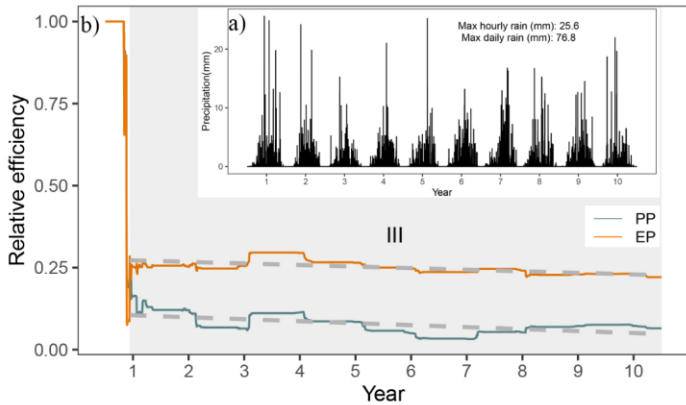 b)
a)
Max hourly rain (mm): 25.6
Max daily rain (mm): 76.8
Precipitation(mm)
20
10
0
1 2 3 4 5 6 7 8 9 10
Year
Relative efficiency
1.00
0.75
0.50
0.25
0.00
III
PP
EP
1 2 3 4 5 6 7 8 9 10
Year